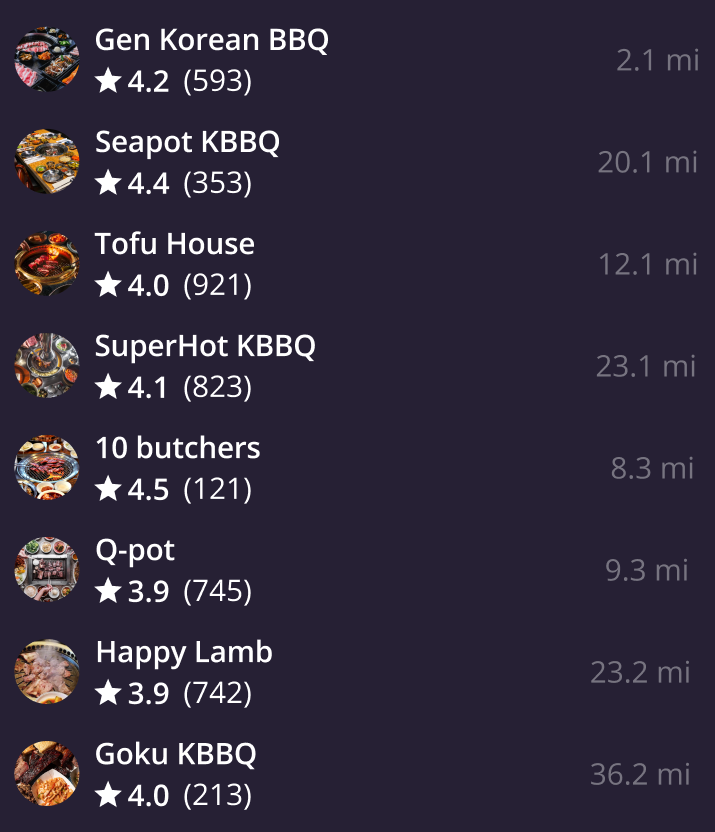 Gen Korean BBQ
2.1 mi
★ 4.2 (593)
Seapot KBBQ
20.1 mi
★ 4.4 (353)
Tofu House
12.1 mi
★ 4.0 (921)
SuperHot KBBQ
23.1 mi
★ 4.1 (823)
10 butchers
8.3 mi
★ 4.5 (121)
Q-pot
9.3 mi
★ 3.9 (745)
Happy Lamb
23.2 mi
★ 3.9 (742)
Goku KBBQ
36.2 mi
★ 4.0 (213)